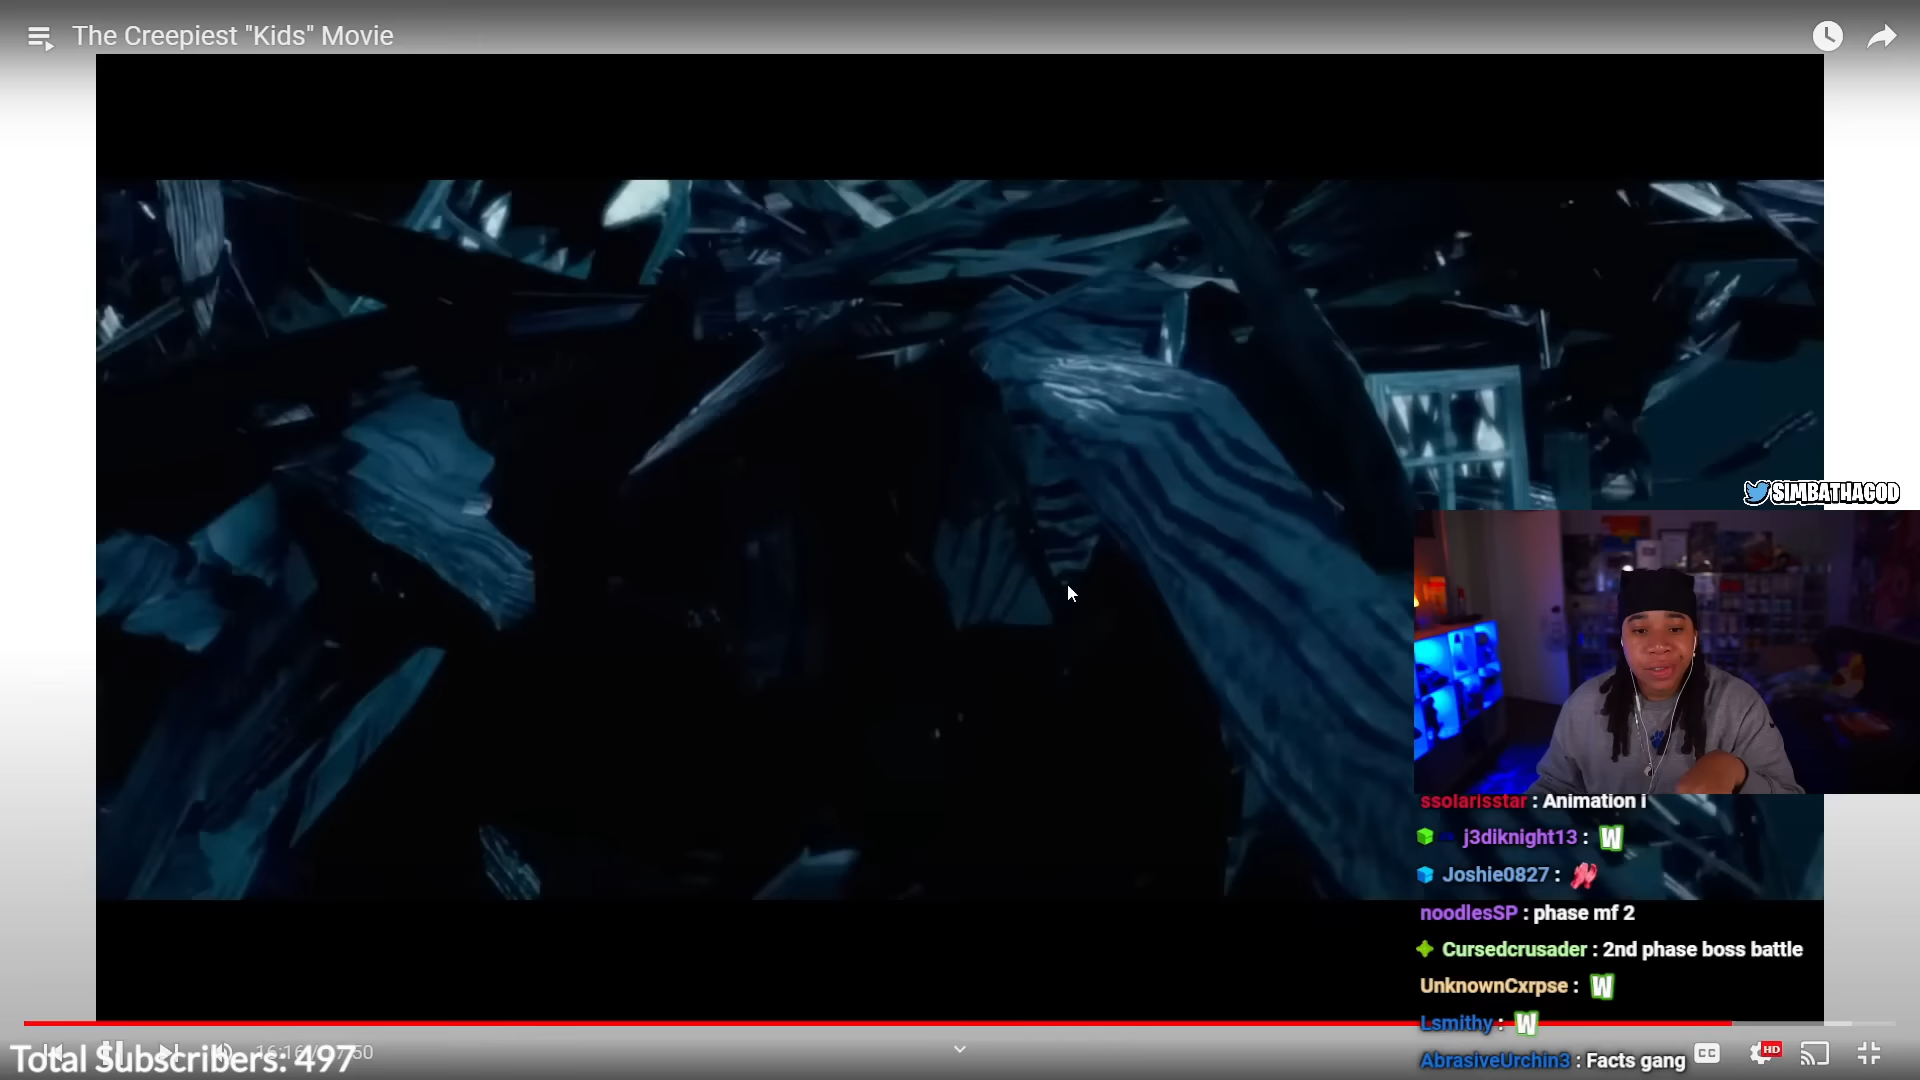 The Creepiest "Kids" Movie
SIMBATHAGOD
ssolarisstar : Animation i
j3diknight13 : W
Joshie0827 :
noodlesSP : phase mf 2
Cursedcrusader : 2nd phase boss battle
UnknownCxrpse : W
Lsmithy : W
AbrasiveUrchin3 : Facts gang
Total Subscribers: 497
CC
HD